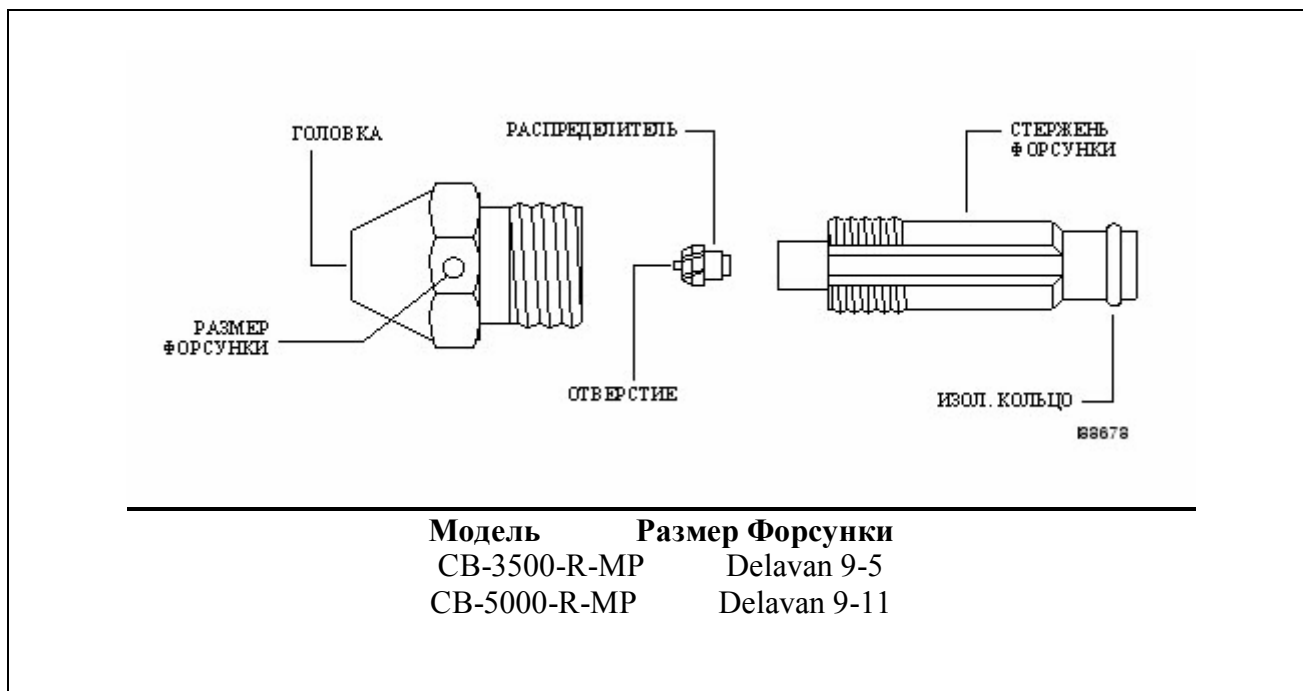 ГОЛОВКА
РАСПРЕДЕЛИТЕЛЬ
СТЕРЖЕНЬ
ФОРСУНКИ
РАЗМЕР
ФОРСУНКИ
ОТВЕРСТИЕ
ИЗОЛ. КОЛЬЦО
I88678
Модель Размер Форсунки
CB-3500-R-MP Delavan 9-5
CB-5000-R-MP Delavan 9-11